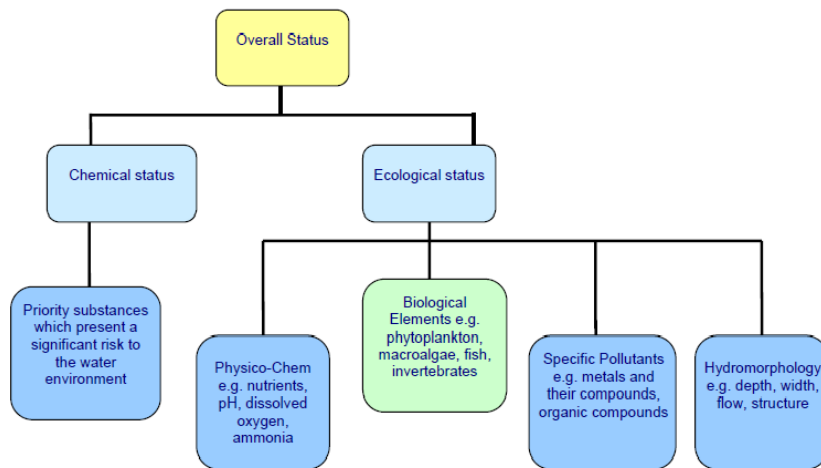 Overall Status
Chemical status
Ecological status
Priority substances
which present a
significant risk to
the water
environment
Physico-Chem
e.g. nutrients,
pH, dissolved
oxygen,
ammonia
Biological
Elements e.g.
phytoplankton,
macroalgae, fish,
invertebrates
Specific Pollutants
e.g. metals and
their compounds,
organic compounds
Hydromorphology
e.g. depth, width,
flow, structure